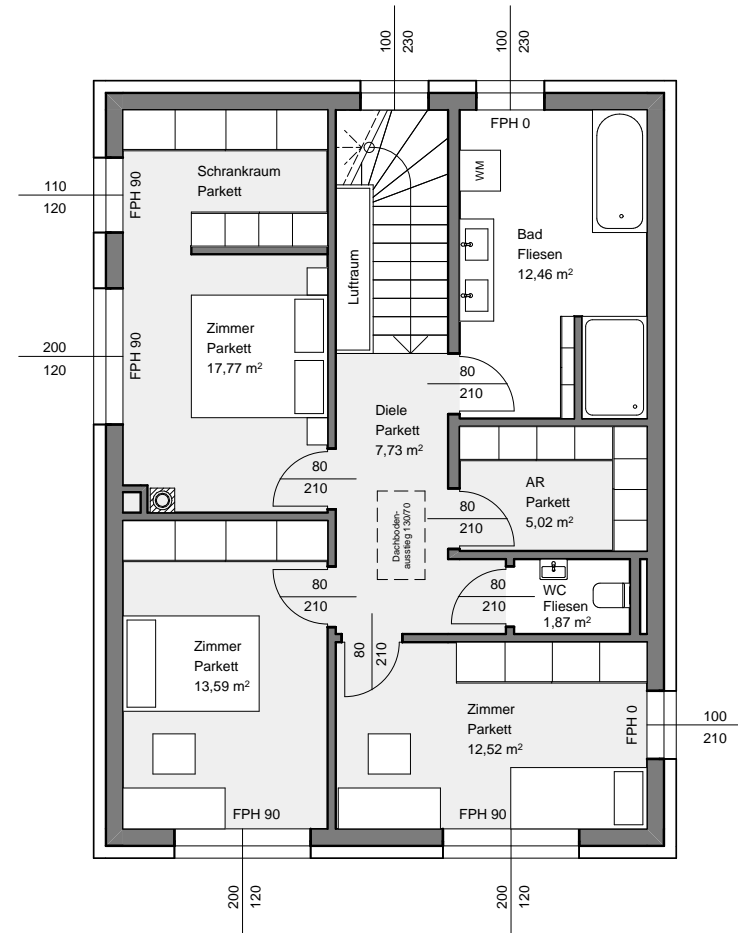 100
230
100
230
FPH 0
110
120
FPH 90
Schrankraum
Parkett
WM
Bad
Fliesen
12,46 m²
Luftraum
200
120
FPH 90
Zimmer
Parkett
17,77 m²
80
210
Diele
Parkett
7,73 m²
80
210
AR
Parkett
5,02 m²
80
210
Dachboden-
ausstieg 130/70
80
210
80
210
WC
Fliesen
1,87 m²
80
210
Zimmer
Parkett
13,59 m²
Zimmer
Parkett
12,52 m²
FPH 0
100
210
FPH 90
FPH 90
200
120
200
120